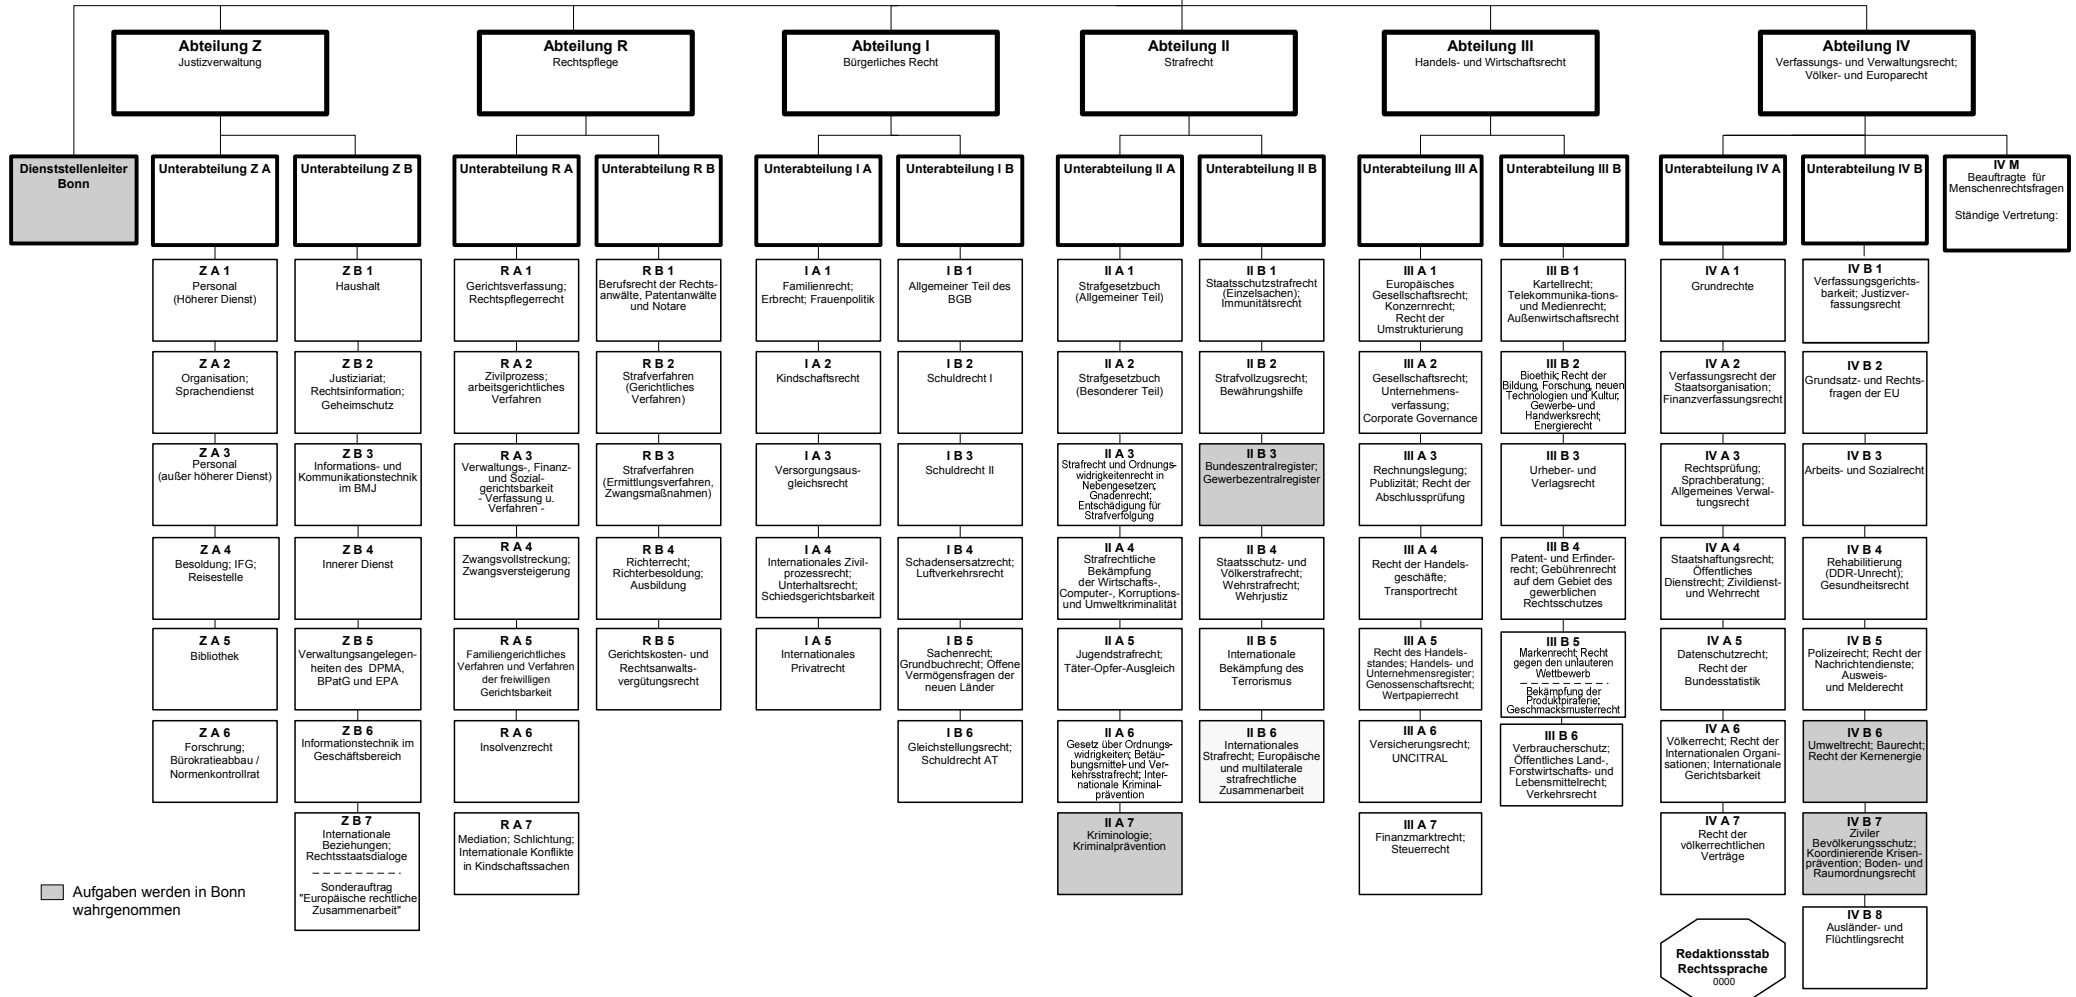 Abteilung Z
Justizverwaltung
Abteilung R
Rechtspflege
Abteilung I
Bürgerliches Recht
Abteilung II
Strafrecht
Abteilung III
Handels- und Wirtschaftsrecht
Abteilung IV
Verfassungs- und Verwaltungsrecht;
Völker- und Europarecht
Dienststellenleiter
Bonn
Unterabteilung Z A
Unterabteilung Z B
Unterabteilung R A
Unterabteilung R B
Unterabteilung I A
Unterabteilung I B
Unterabteilung II A
Unterabteilung II B
Unterabteilung III A
Unterabteilung III B
Unterabteilung IV A
Unterabteilung IV B
IV M
Beauftragte für
Menschenrechtsfragen
Ständige Vertretung:
Z A 1
Personal
(Höherer Dienst)
Z B 1
Haushalt
R A 1
Gerichtsverfassung;
Rechtspflegerrecht
R B 1
Berufsrecht der Rechts-
anwälte, Patentanwälte
und Notare
I A 1
Familienrecht;
Erbrecht; Frauenpolitik
I B 1
Allgemeiner Teil des
BGB
II A 1
Strafgesetzbuch
(Allgemeiner Teil)
II B 1
Staatsschutzstrafrecht
(Einzelsachen);
Immunitätsrecht
III A 1
Europäisches
Gesellschaftsrecht;
Konzernrecht;
Recht der
Umstrukturierung
III B 1
Kartellrecht;
Telekommunika-tions-
und Medienrecht;
Außenwirtschaftsrecht
IV A 1
Grundrechte
IV B 1
Verfassungsgerichts-
barkeit; Justizver-
fassungsrecht
Z A 2
Organisation;
Sprachendienst
Z B 2
Justiziariat;
Rechtsinformation;
Geheimschutz
R A 2
Zivilprozess;
arbeitsgerichtliches
Verfahren
R B 2
Strafverfahren
(Gerichtliches
Verfahren)
I A 2
Kindschaftsrecht
I B 2
Schuldrecht I
II A 2
Strafgesetzbuch
(Besonderer Teil)
II B 2
Strafvollzugsrecht;
Bewährungshilfe
III A 2
Gesellschaftsrecht;
Unternehmens-
verfassung;
Corporate Governance
III B 2
Bioethik; Recht der
Bildung, Forschung, neuen
Technologien und Kultur;
Gewerbe- und
Handwerksrecht;
Energierecht
IV A 2
Verfassungsrecht der
Staatsorganisation;
Finanzverfassungsrecht
IV B 2
Grundsatz- und Rechts-
fragen der EU
Z A 3
Personal
(außer höherer Dienst)
Z B 3
Informations- und
Kommunikationstechnik
im BMJ
R A 3
Verwaltungs-, Finanz-
und Sozial-
gerichtsbarkeit
- Verfassung u.
Verfahren -
R B 3
Strafverfahren
(Ermittlungsverfahren,
Zwangsmaßnahmen)
I A 3
Versorgungsaus-
gleichsrecht
I B 3
Schuldrecht II
II A 3
Strafrecht und Ordnungs-
widrigkeitenrecht in
Nebengesetzen;
Gnadenrecht;
Entschädigung für
Strafverfolgung
II B 3
Bundeszentralregister;
Gewerbezentralregister
III A 3
Rechnungslegung;
Publizität; Recht der
Abschlussprüfung
III B 3
Urheber- und
Verlagsrecht
IV A 3
Rechtsprüfung;
Sprachberatung;
Allgemeines Verwal-
tungsrecht
IV B 3
Arbeits- und Sozialrecht
Z A 4
Besoldung; IFG;
Reisestelle
Z B 4
Innerer Dienst
R A 4
Zwangsvollstreckung;
Zwangsversteigerung
R B 4
Richterrecht;
Richterbesoldung;
Ausbildung
I A 4
Internationales Zivil-
prozessrecht;
Unterhaltsrecht;
Schiedsgerichtsbarkeit
I B 4
Schadensersatzrecht;
Luftverkehrsrecht
II A 4
Strafrechtliche
Bekämpfung
der Wirtschafts-,
Computer-, Korruptions-
und Umweltkriminalität
II B 4
Staatsschutz- und
Völkerstrafrecht;
Wehrstrafrecht;
Wehrjustiz
III A 4
Recht der Handels-
geschäfte;
Transportrecht
III B 4
Patent- und Erfinder-
recht; Gebührenrecht
auf dem Gebiet des
gewerblichen
Rechtsschutzes
IV A 4
Staatshaftungsrecht;
Öffentliches
Dienstrecht; Zivildienst-
und Wehrrecht
IV B 4
Rehabilitierung
(DDR-Unrecht);
Gesundheitsrecht
Z A 5
Bibliothek
Z B 5
Verwaltungsangelegen-
heiten des DPMA,
BPatG und EPA
R A 5
Familiengerichtliches
Verfahren und Verfahren
der freiwilligen
Gerichtsbarkeit
R B 5
Gerichtskosten- und
Rechtsanwalts-
vergütungsrecht
I A 5
Internationales
Privatrecht
I B 5
Sachenrecht;
Grundbuchrecht; Offene
Vermögensfragen der
neuen Länder
II A 5
Jugendstrafrecht;
Täter-Opfer-Ausgleich
II B 5
Internationale
Bekämpfung des
Terrorismus
III A 5
Recht des Handels-
standes; Handels- und
Unternehmensregister;
Genossenschaftsrecht;
Wertpapierrecht
III B 5
Markenrecht; Recht
gegen den unlauteren
Wettbewerb
Bekämpfung der
Produktpiraterie;
Geschmacksmusterrecht
IV A 5
Datenschutzrecht;
Recht der
Bundesstatistik
IV B 5
Polizeirecht; Recht der
Nachrichtendienste;
Ausweis-
und Melderecht
Z A 6
Forschrung;
Bürokratieabbau /
Normenkontrollrat
Z B 6
Informationstechnik im
Geschäftsbereich
R A 6
Insolvenzrecht
I B 6
Gleichstellungsrecht;
Schuldrecht AT
II A 6
Gesetz über Ordnungs-
widrigkeiten; Betäu-
bungsmittel- und Ver-
kehrsstrafrecht; Inter-
nationale Kriminal-
prävention
II B 6
Internationales
Strafrecht; Europäische
und multilaterale
strafrechtliche
Zusammenarbeit
III A 6
Versicherungsrecht;
UNCITRAL
III B 6
Verbraucherschutz;
Öffentliches Land-,
Forstwirtschafts- und
Lebensmittelrecht;
Verkehrsrecht
IV A 6
Völkerrecht; Recht der
Internationalen Organi-
sationen; Internationale
Gerichtsbarkeit
IV B 6
Umweltrecht; Baurecht;
Recht der Kernenergie
Z B 7
Internationale
Beziehungen;
Rechtsstaatsdialoge
Sonderauftrag
"Europäische rechtliche
Zusammenarbeit"
R A 7
Mediation; Schlichtung;
Internationale Konflikte
in Kindschaftssachen
II A 7
Kriminologie;
Kriminalprävention
III A 7
Finanzmarktrecht;
Steuerrecht
IV A 7
Recht der
völkerrechtlichen
Verträge
IV B 7
Ziviler
Bevölkerungsschutz;
Koordinierende Krisen-
prävention; Boden- und
Raumordnungsrecht
Aufgaben werden in Bonn
wahrgenommen
IV B 8
Ausländer- und
Flüchtlingsrecht
Redaktionsstab
Rechtssprache
0000